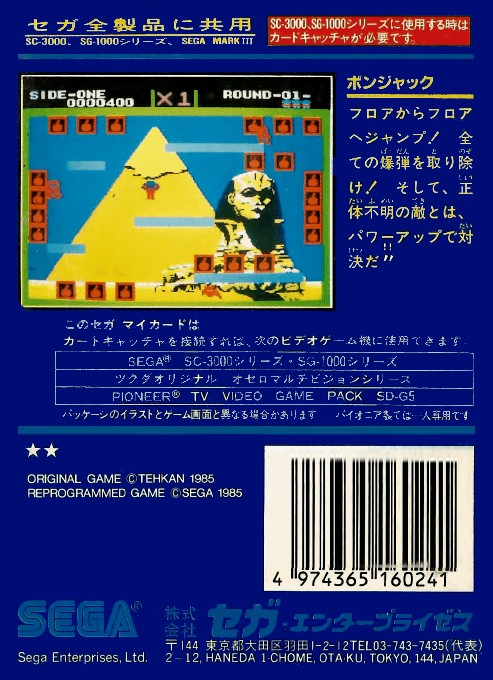 セガ全製品に共用
SC-3000、SG-1000シリーズ、SEGA MARK III
SC-3000、SG-1000シリーズに使用する時は
カードキャッチャが必要です。
SIDE-ONE
0000400
×1
ROUND-01-
ボンジャック
フロアからフロア
へジャンプ! 全
ての爆弾を取り除
け! そして、正
体不明の敵とは、
パワーアップで対
決だ”
このセガ マイカードは
カードキャッチャを接続すれば、次のビデオゲーム機に使用できます。
SEGA® SC-3000シリーズ・SG-1000シリーズ
ツクダオリジナル オセロマルチビジョンシリーズ
PIONEER® TV VIDEO GAME PACK SD-G5
パッケージのイラストとゲーム画面と異なる場合があります パイオニア製では一人専用です
★★
ORIGINAL GAME ©TEHKAN 1985
REPROGRAMMED GAME ©SEGA 1985
4 974365 160241
SEGA® 株式会社 セガ・エンタープライゼス
〒144 東京都大田区羽田1-2-12TEL03-743-7435(代表)
Sega Enterprises, Ltd. 2-12, HANEDA 1-CHOME, OTA-KU, TOKYO, 144, JAPAN